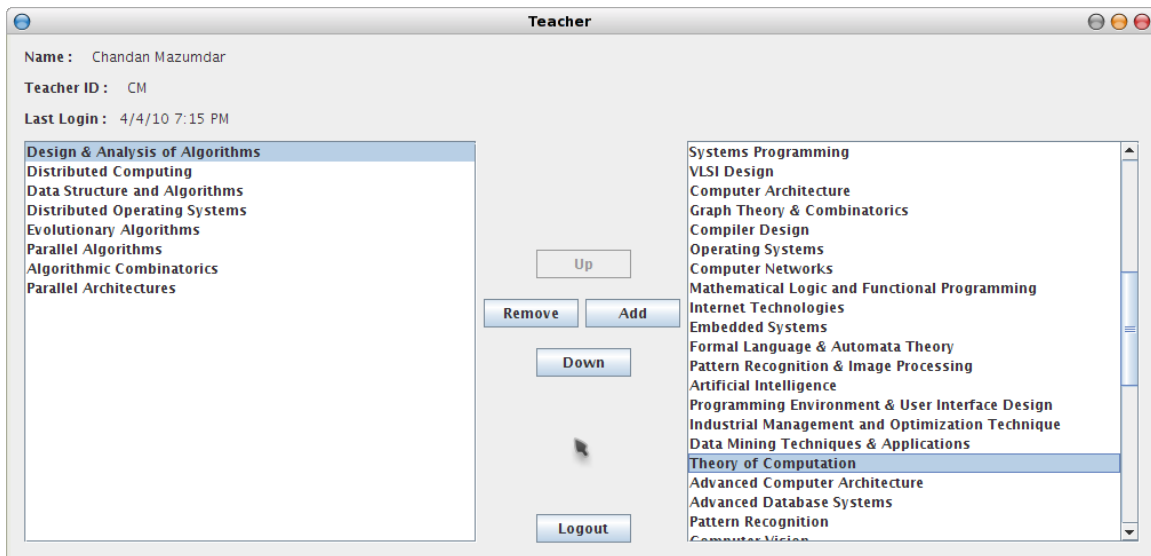 Teacher
Name : Chandan Mazumdar
Teacher ID : CM
Last Login : 4/4/10 7:15 PM
Design & Analysis of Algorithms
Distributed Computing
Data Structure and Algorithms
Distributed Operating Systems
Evolutionary Algorithms
Parallel Algorithms
Algorithmic Combinatorics
Parallel Architectures
Up
Remove Add
Down
Logout
Systems Programming
VLSI Design
Computer Architecture
Graph Theory & Combinatorics
Compiler Design
Operating Systems
Computer Networks
Mathematical Logic and Functional Programming
Internet Technologies
Embedded Systems
Formal Language & Automata Theory
Pattern Recognition & Image Processing
Artificial Intelligence
Programming Environment & User Interface Design
Industrial Management and Optimization Technique
Data Mining Techniques & Applications
Theory of Computation
Advanced Computer Architecture
Advanced Database Systems
Pattern Recognition
Computer Vision